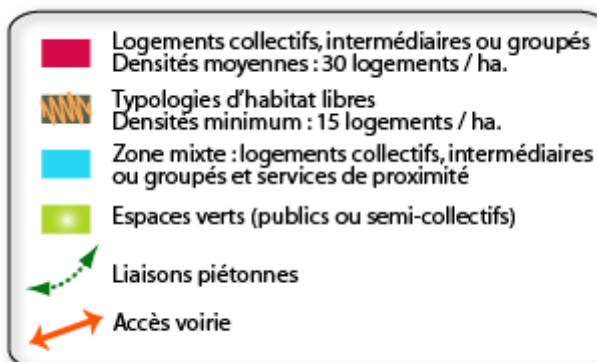 Logements collectifs, intermédiaires ou groupés
Densités moyennes : 30 logements / ha.
Typologies d'habitat libres
Densités minimum : 15 logements / ha.
Zone mixte : logements collectifs, intermédiaires
ou groupés et services de proximité
Espaces verts (publics ou semi-collectifs)
Liaisons piétonnes
Accès voirie